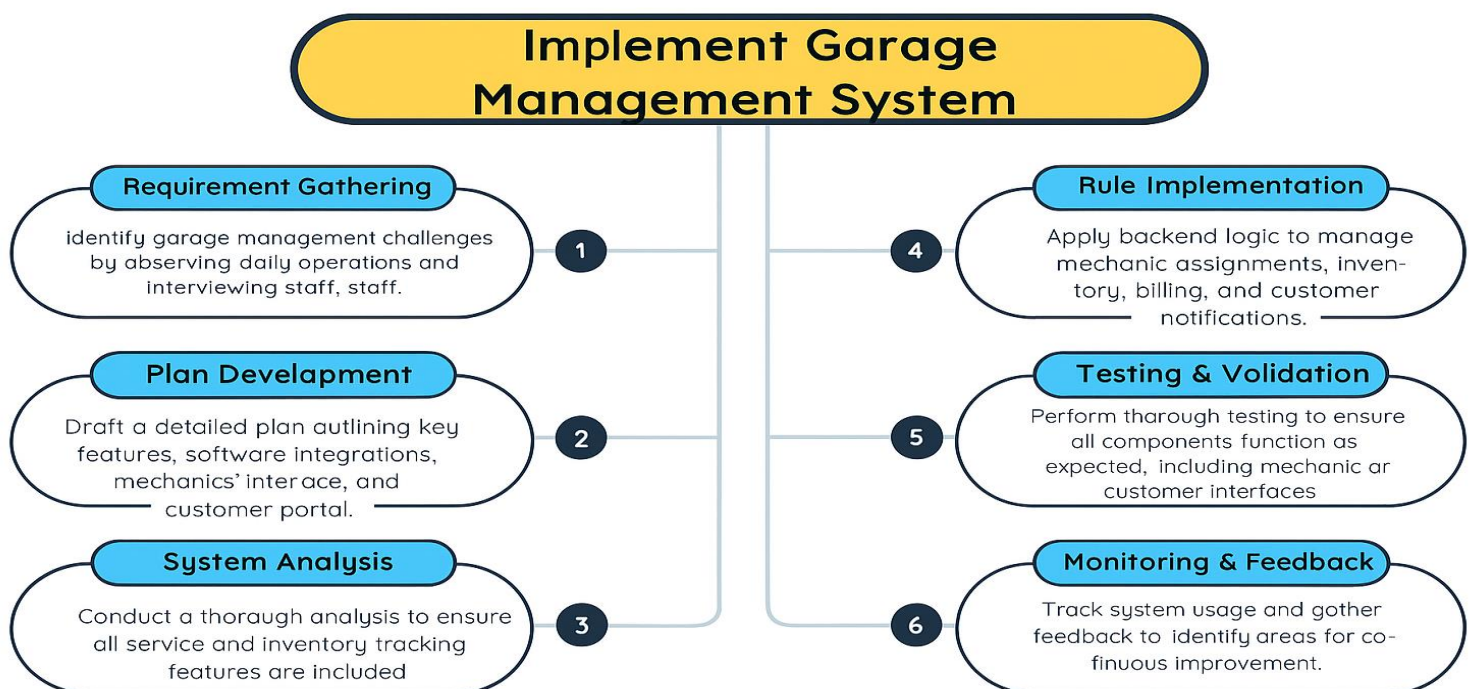 Implement Garage
Management System
Requirement Gathering
identify garage management challenges
by abserving daily operations and
interviewing staff, staff.
1
Plan Develapment
Draft a detailed plan autlining key
features, software integrations,
mechanics' interace, and
customer portal.
2
System Analysis
Conduct a thoraugh analysis to ensure
all service and inventory tracking
features are included
3
Rule Implementation
Apply backend logic to manage
mechanic assignments, inven-
tory, billing, and customer
notifications.
4
Testing & Volidation
Perform tharough testing to ensure
all components function as
expected, including mechanic ar
customer interfaces
5
Monitoring & Feedback
Track system usage and gother
feedback to identify areas for co-
finuous improvement.
6